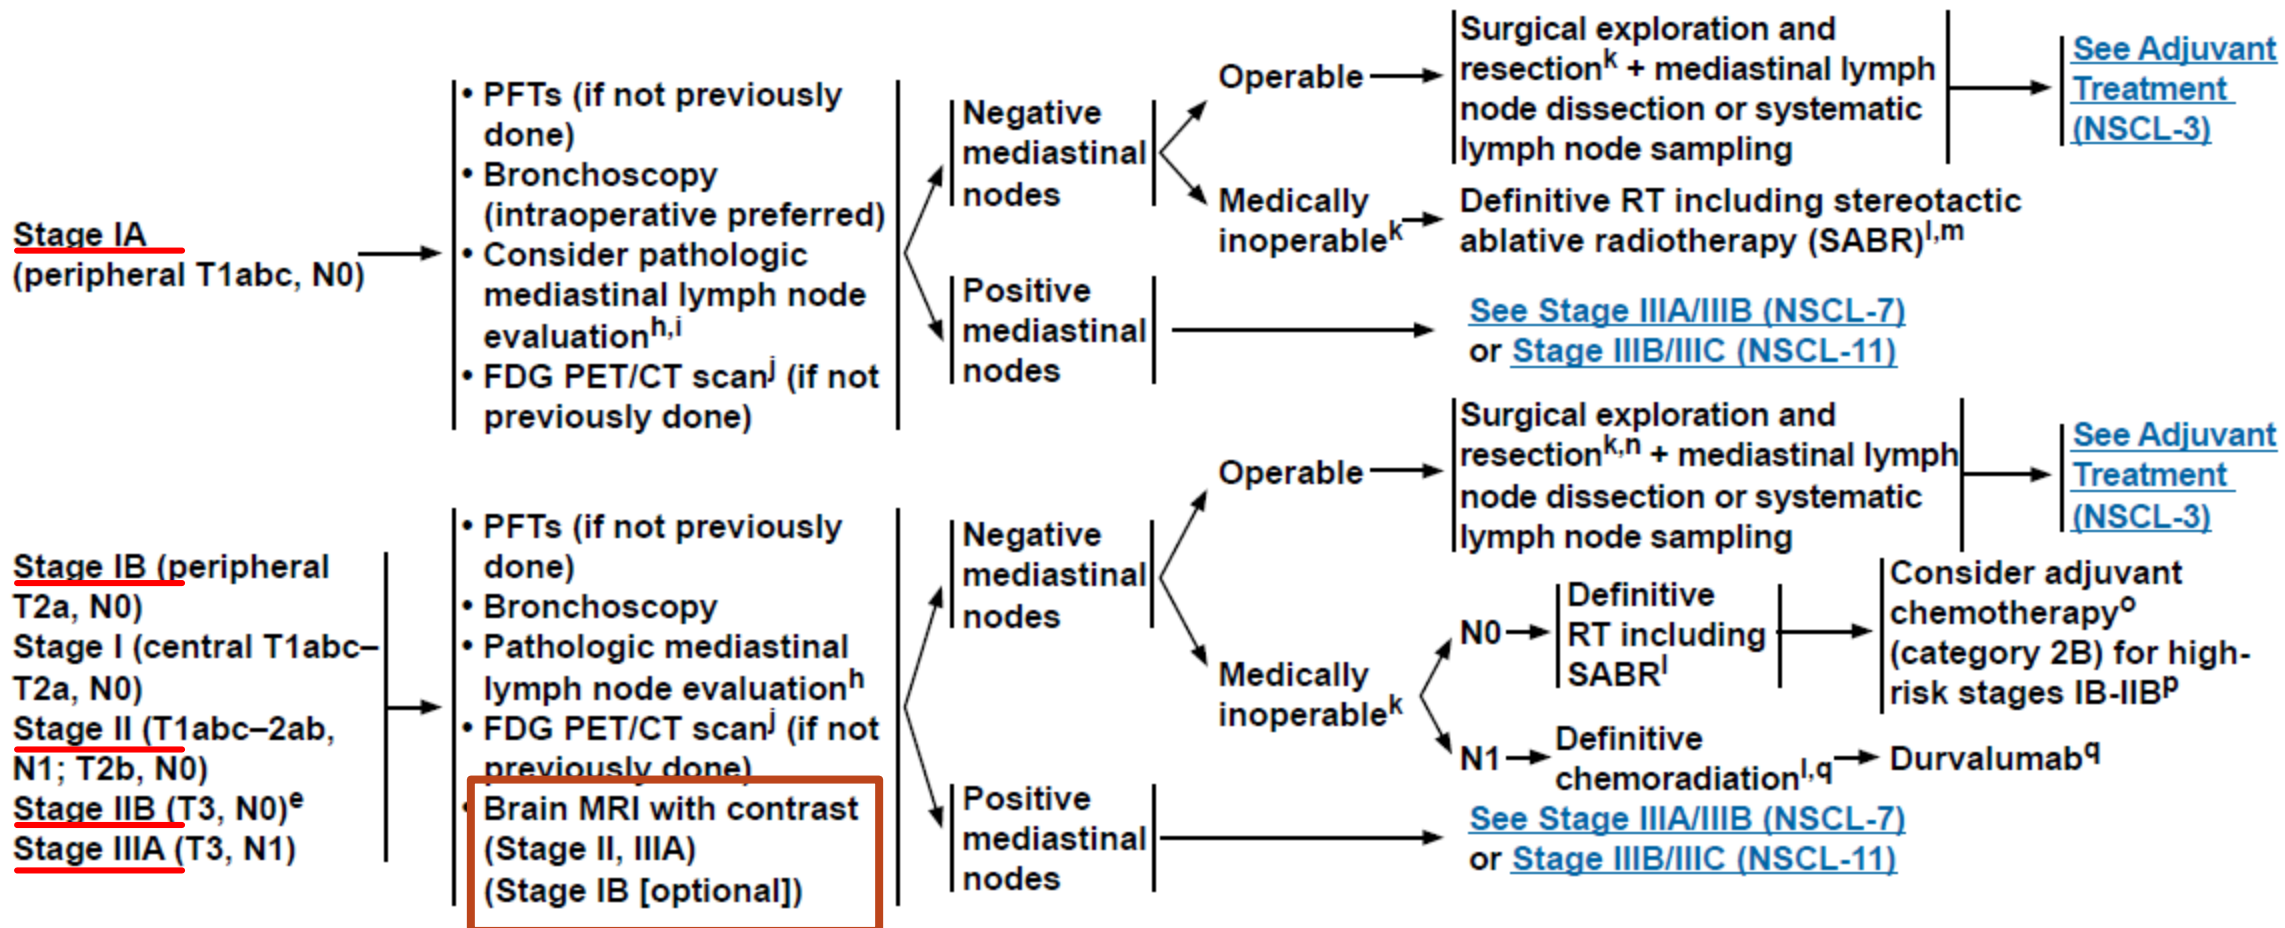 Stage IA
(peripheral T1abc, N0)
• PFTs (if not previously
done)
• Bronchoscopy
(intraoperative preferred)
• Consider pathologic
mediastinal lymph node
evaluationh,i
• FDG PET/CT scanj (if not
previously done)
Negative
mediastinal
nodes
Positive
mediastinal
nodes
Operable
Medically
inoperablek
Surgical exploration and
resectionk + mediastinal lymph
node dissection or systematic
lymph node sampling
See Adjuvant
Treatment
(NSCL-3)
Definitive RT including stereotactic
ablative radiotherapy (SABR)l,m
See Stage IIIA/IIIB (NSCL-7)
or Stage IIIB/IIIC (NSCL-11)
Stage IB (peripheral
T2a, N0)
Stage I (central T1abc–
T2a, N0)
Stage II (T1abc–2ab,
N1; T2b, N0)
Stage IIB (T3, N0)e
Stage IIIA (T3, N1)
• PFTs (if not previously
done)
• Bronchoscopy
• Pathologic mediastinal
lymph node evaluationh
• FDG PET/CT scanj (if not
previously done)
• Brain MRI with contrast
(Stage II, IIIA)
(Stage IB [optional])
Negative
mediastinal
nodes
Positive
mediastinal
nodes
Operable
Medically
inoperablek
Surgical exploration and
resectionk,n + mediastinal lymph
node dissection or systematic
lymph node sampling
See Adjuvant
Treatment
(NSCL-3)
N0
Definitive
RT including
SABRl
Consider adjuvant
chemotherapyo
(category 2B) for high-
risk stages IB-IIBp
N1
Definitive
chemoradiationl,q
Durvalumabq
See Stage IIIA/IIIB (NSCL-7)
or Stage IIIB/IIIC (NSCL-11)